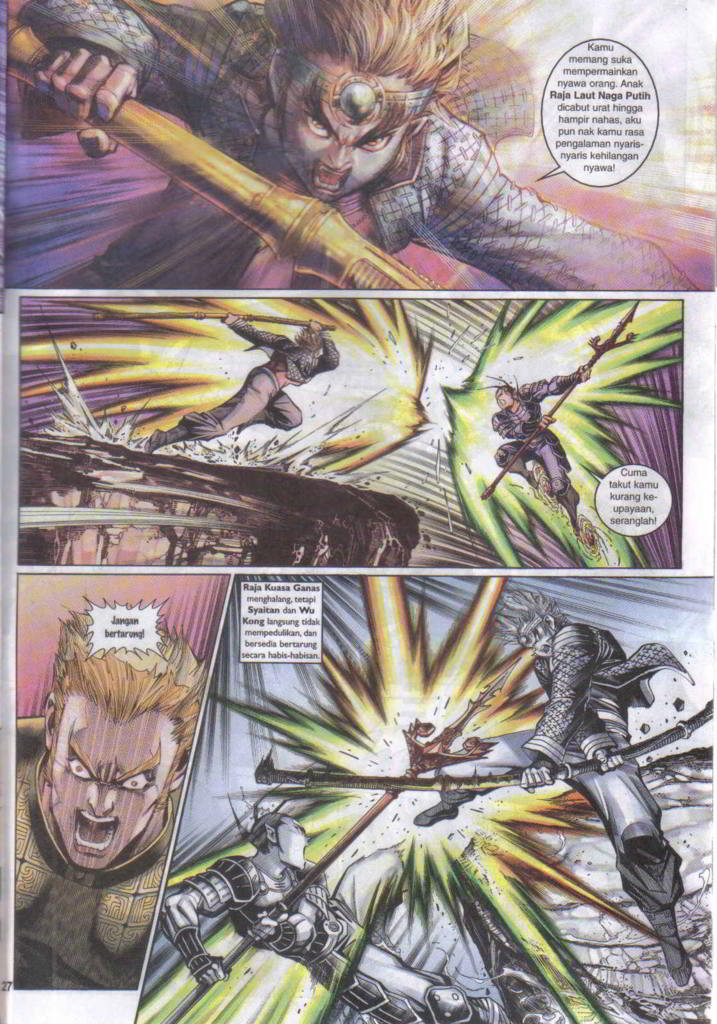 Kamu
memang suka
mempermainkan
nyawa orang. Anak
Raja Laut Naga Putih
dicabut urat hingga
hampir nahas, aku
pun nak kamu rasa
pengalaman nyaris-
nyaris kehilangan
nyawa!
Cuma
takut kamu
kurang ke-
upayaan,
seranglah!
Jangan
bertarung!
Raja Kuasa Ganas
menghalang, tetapi
Syaitan dan Wu
Kong langsung tidak
mempedulikan, dan
bersedia bertarung
secara habis-habisan.
27